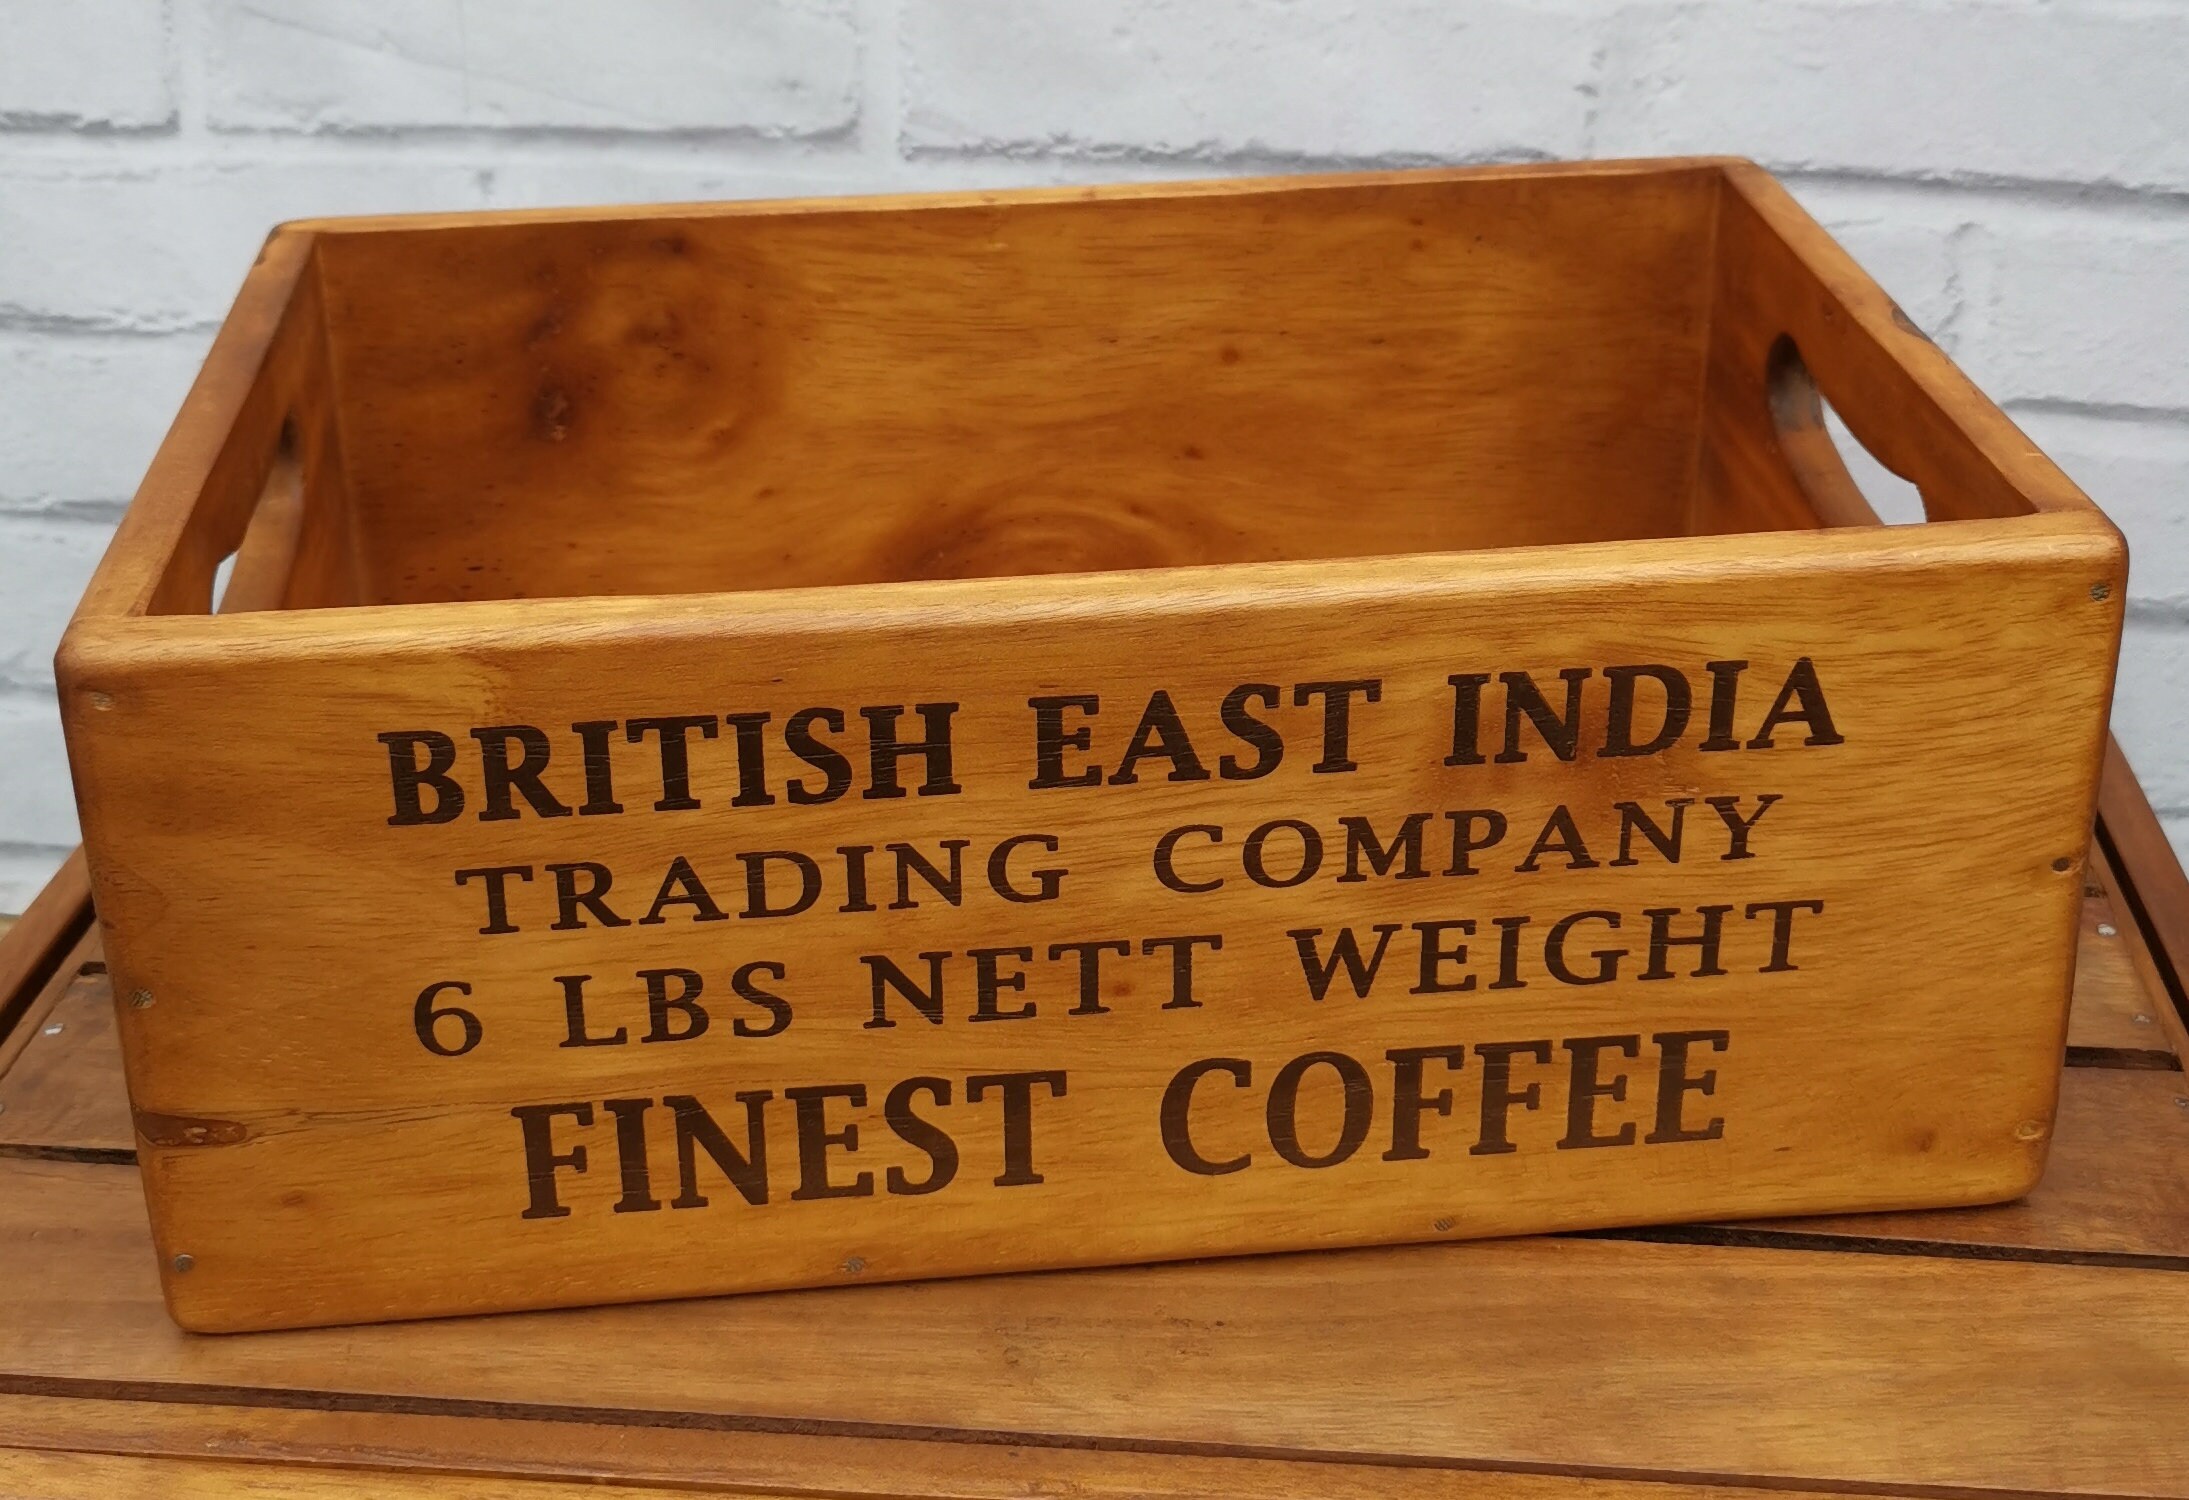 BRITISH EAST INDIA
TRADING COMPANY
6 LBS NETT WEIGHT
FINEST COFFEE